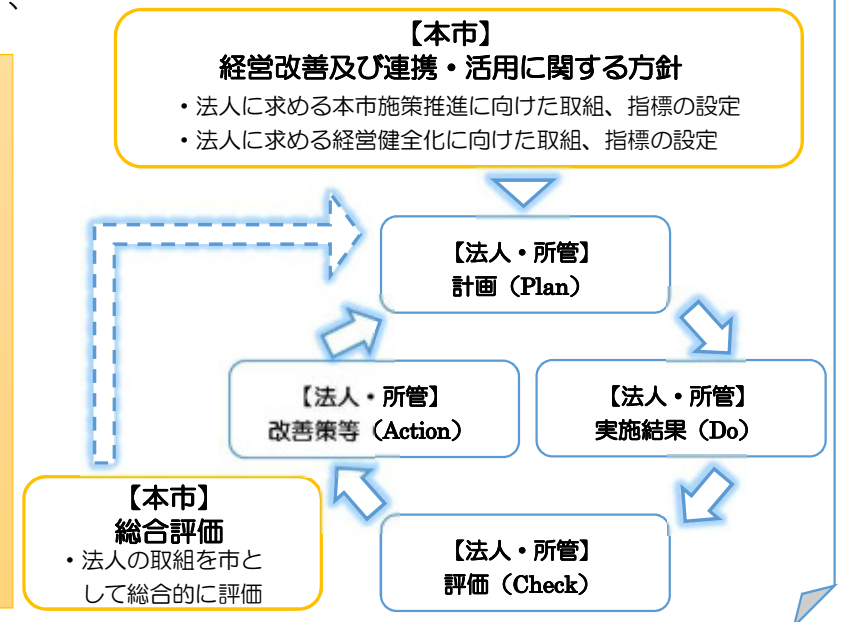 、
【本市】
経営改善及び連携・活用に関する方針
・法人に求める本市施策推進に向けた取組、指標の設定
・法人に求める経営健全化に向けた取組、指標の設定
【法人・所管】
計画（Plan）
【法人・所管】
改善策等（Action）
【法人・所管】
実施結果（Do）
【本市】
総合評価
・法人の取組を市と
して総合的に評価
【法人・所管】
評価（Check）